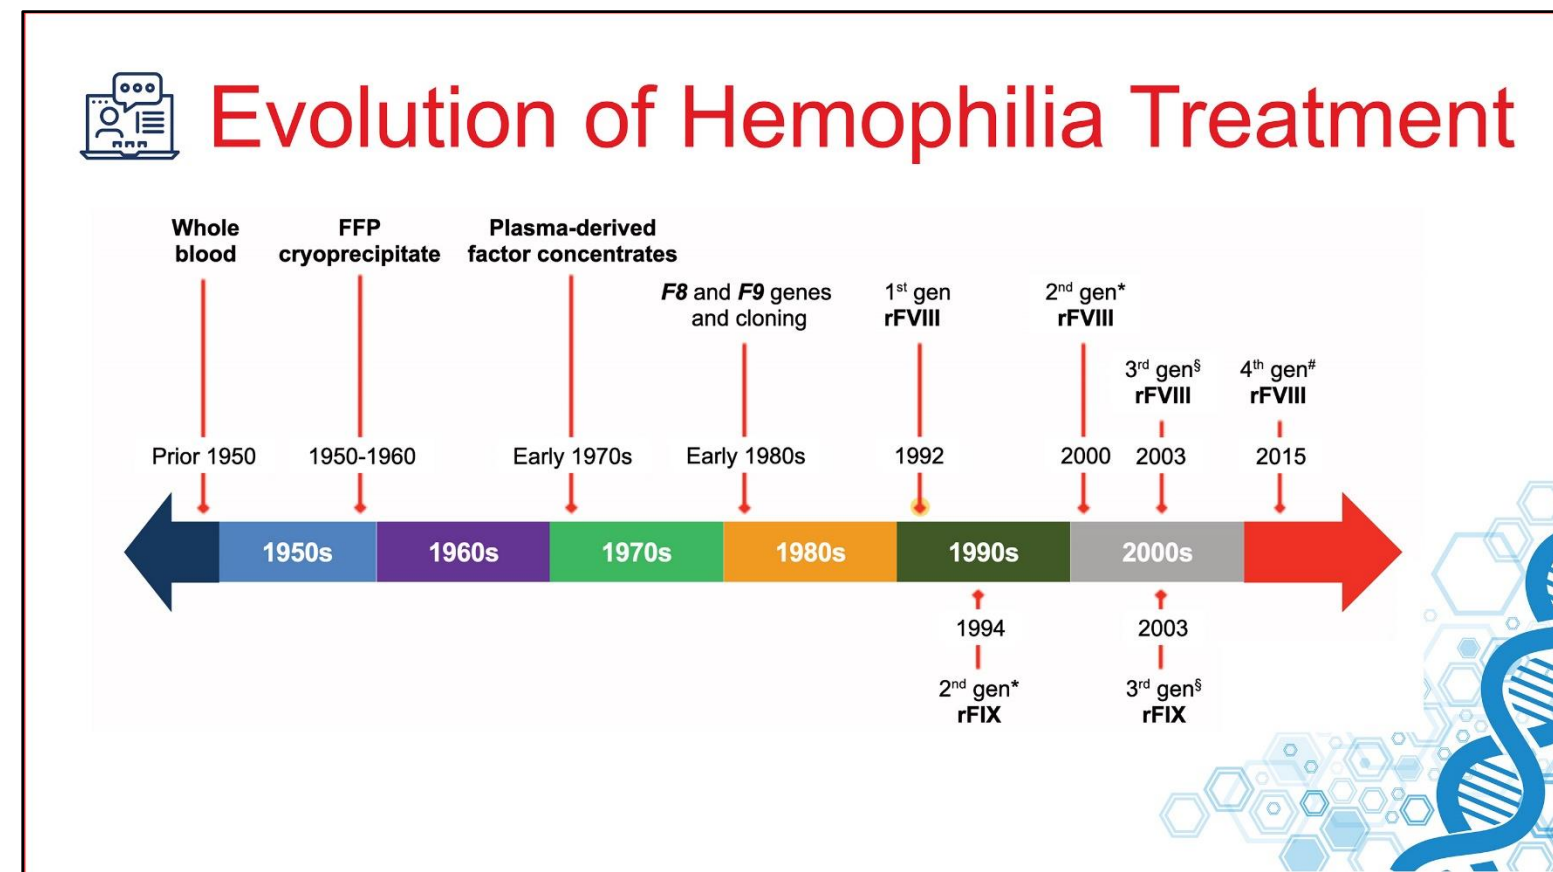 Evolution of Hemophilia Treatment
Whole
blood
FFP
cryoprecipitate
Plasma-derived
factor concentrates
F8 and F9 genes
and cloning
1st gen
rFVIII
2nd gen*
rFVIII
3rd gen§
rFVIII
4th gen#
rFVIII
Prior 1950
1950-1960
Early 1970s
Early 1980s
1992
2000
2003
2015
1950s
1960s
1970s
1980s
1990s
2000s
1994
2003
2nd gen*
rFIX
3rd gen§
rFIX